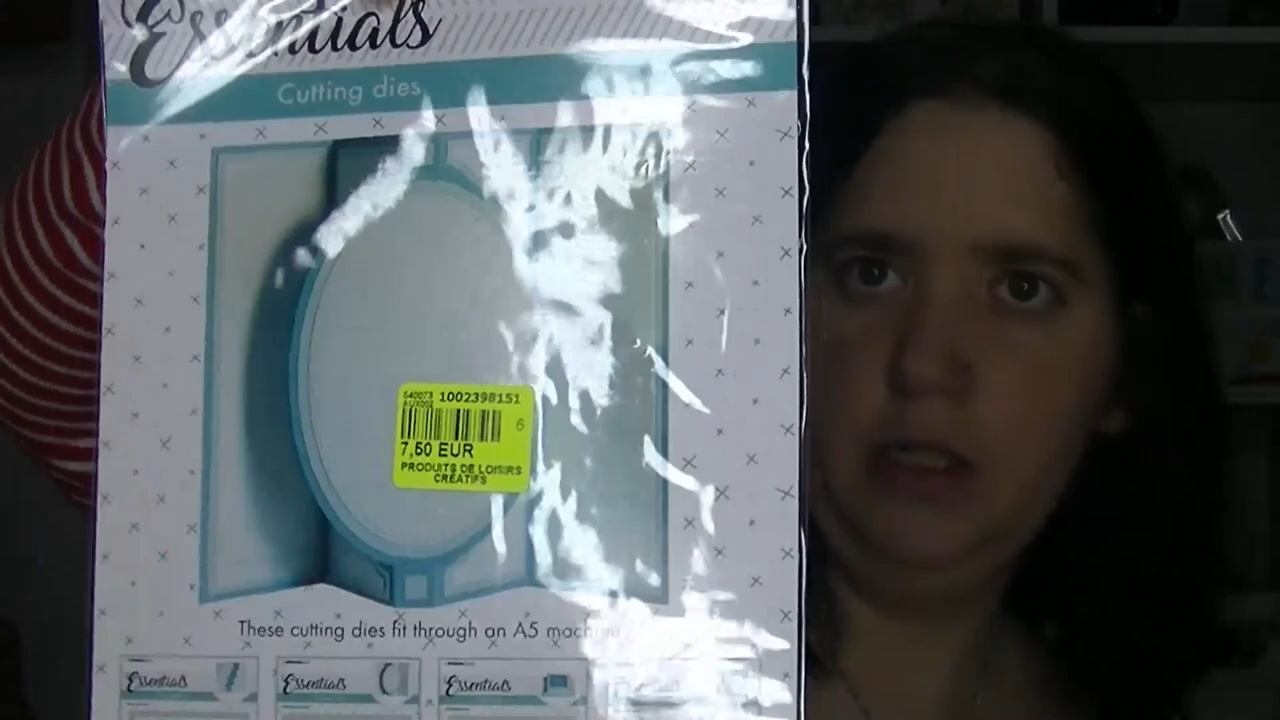 Essentials
Cutting dies
540073 1002398151
6
7,50 EUR
PRODUITS DE LOISIRS
CRÉATIFS
These cutting dies fit through an A5 machine
Essentials
Essentials
Essentials